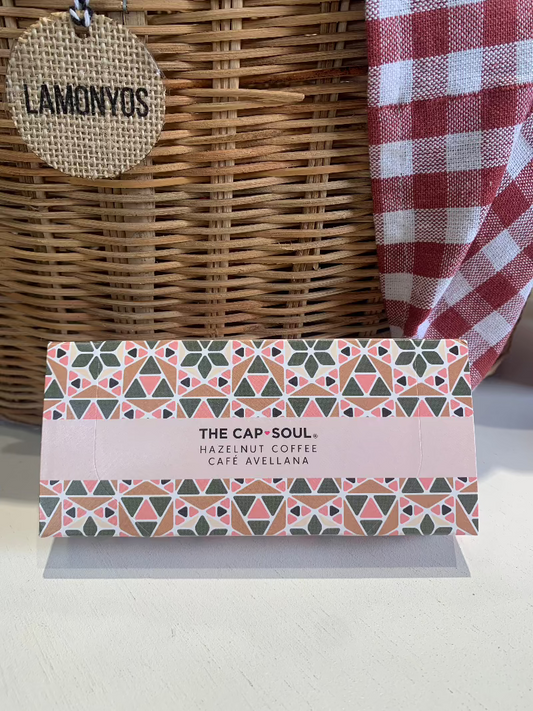 LAMONYOS
THE CAP♥SOUL®
HAZELNUT COFFEE
CAFÉ AVELLANA